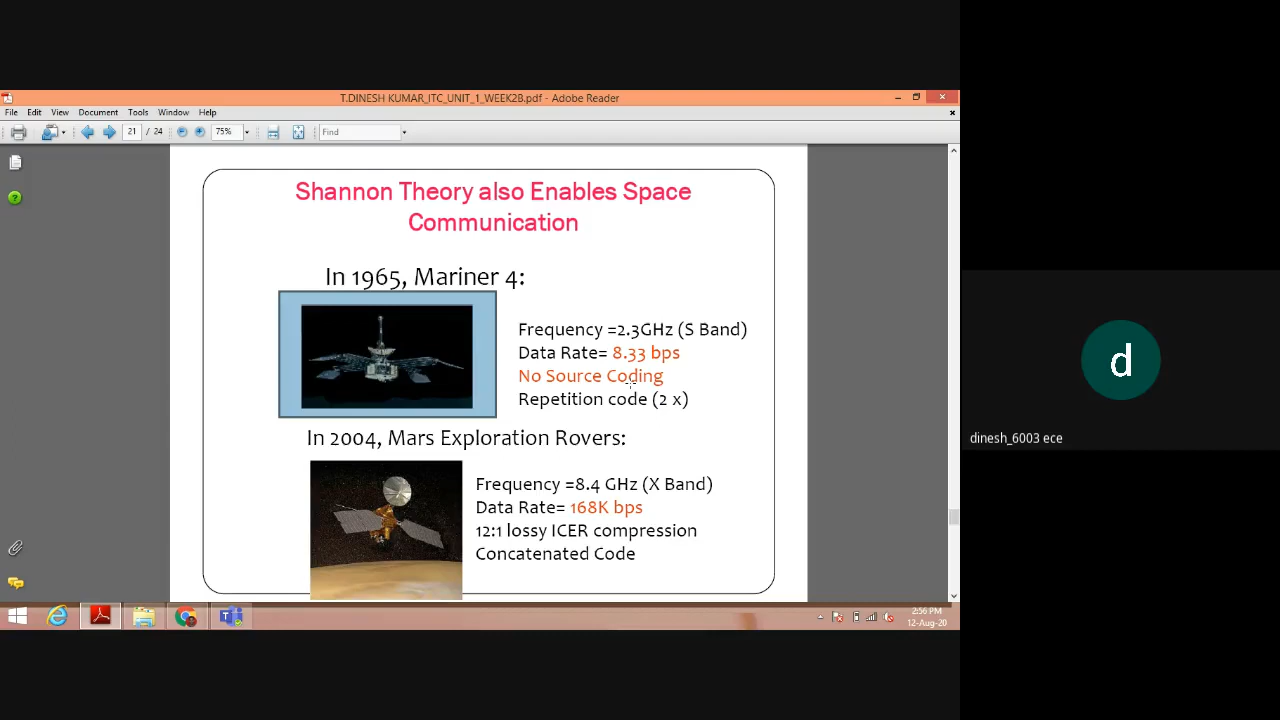 T.DINESH KUMAR_ITC_UNIT_1_WEEK2B.pdf - Adobe Reader
File Edit View Document Tools Window Help
21 / 24 75% Find
Shannon Theory also Enables Space
Communication
In 1965, Mariner 4:
Frequency =2.3GHz (S Band)
Data Rate= 8.33 bps
No Source Coding
Repetition code (2 x)
In 2004, Mars Exploration Rovers:
Frequency =8.4 GHz (X Band)
Data Rate= 168K bps
12:1 lossy ICER compression
Concatenated Code
d
dinesh_6003 ece
2:56 PM
12-Aug-20